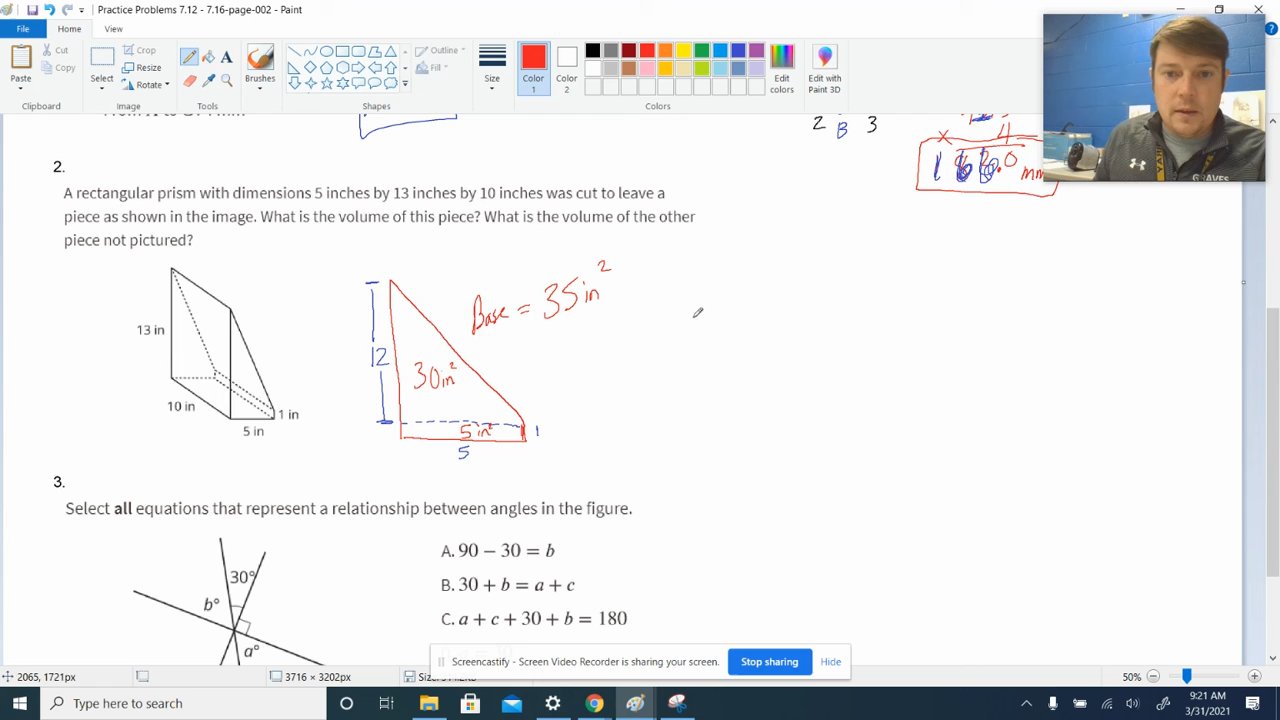 Practice Problems 7.12 - 7.16-page-002 - Paint
File Home View
Paste Cut Copy Select Crop Resize Rotate Brushes Outline Fill Size Color 1 Color 2 Edit colors Edit with Paint 3D
Clipboard Image Tools Shapes Colors
2 B 3
x 4
mm
2.
A rectangular prism with dimensions 5 inches by 13 inches by 10 inches was cut to leave a
piece as shown in the image. What is the volume of this piece? What is the volume of the other
piece not pictured?
Base = 35 in²
13 in
12
30 in²
10 in
1 in
5 in
5 in² 1
5
3.
Select all equations that represent a relationship between angles in the figure.
A. 90 − 30 = b
30°
B. 30 + b = a + c
b°
C. a + c + 30 + b = 180
a°
Screencastify - Screen Video Recorder is sharing your screen. Stop sharing Hide
2065, 1721px 3716 × 3202px 50%
Type here to search
9:21 AM
3/31/2021